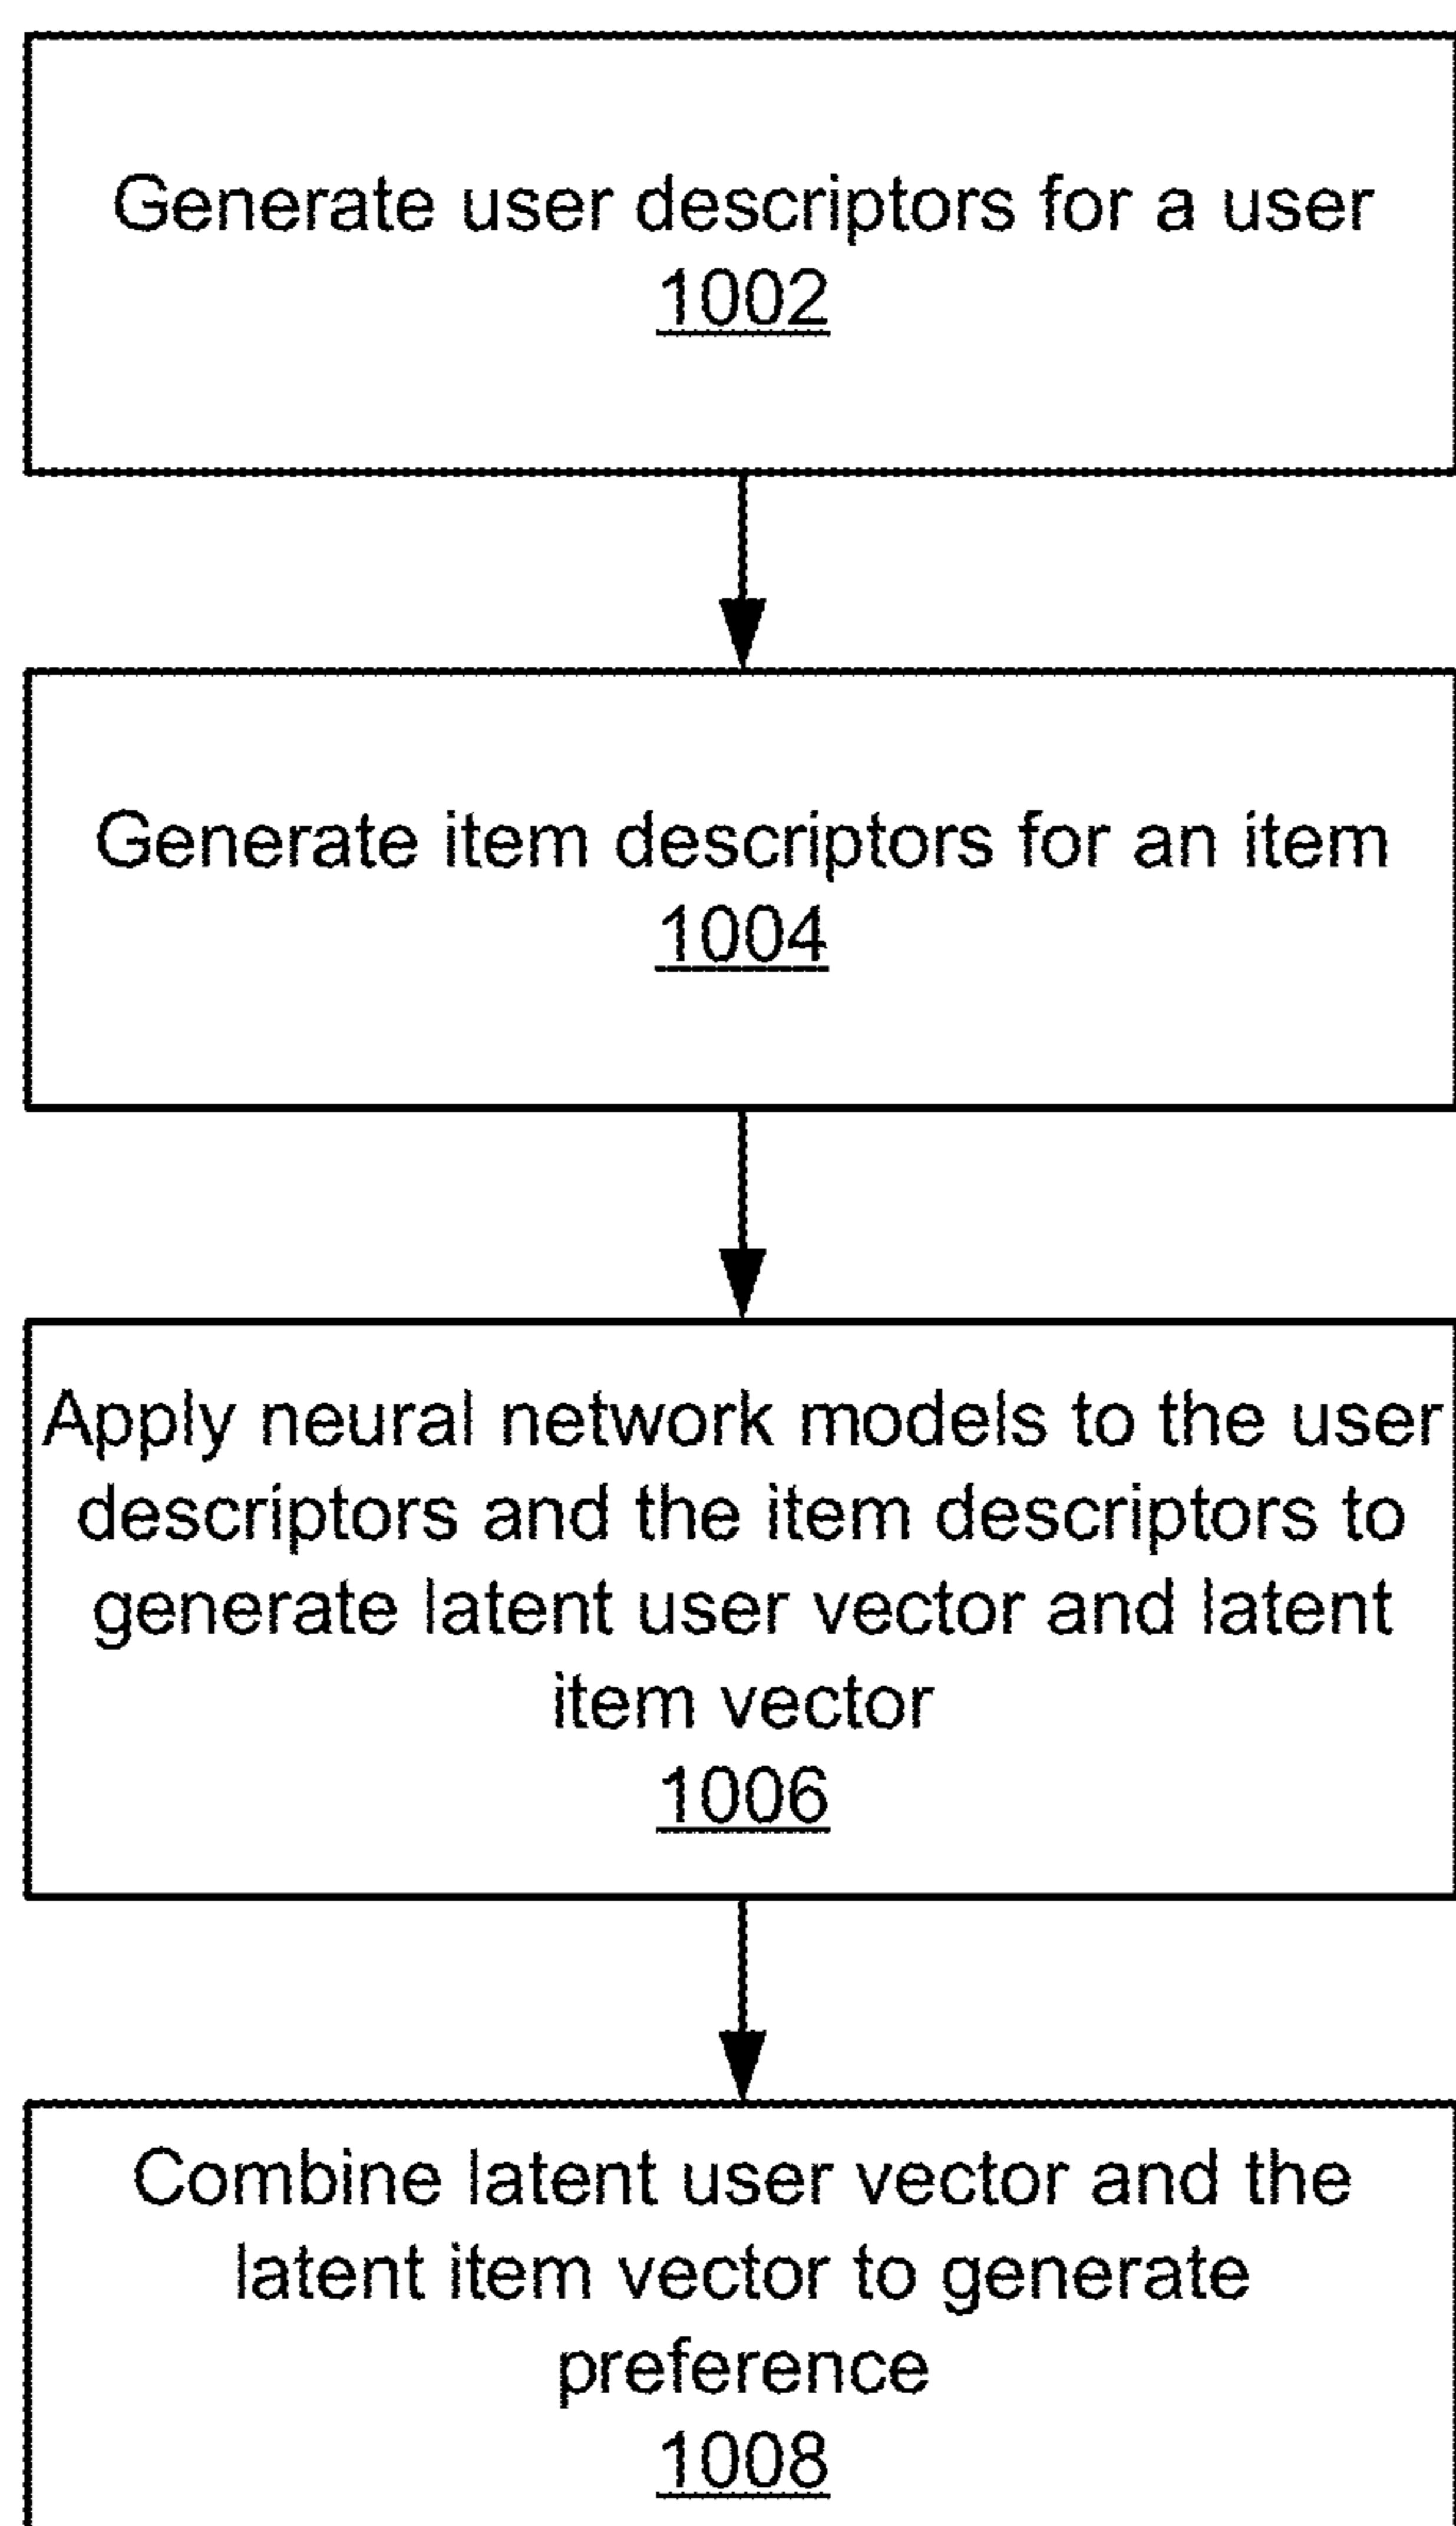 Generate user descriptors for a user
1002
Generate item descriptors for an item
1004
Apply neural network models to the user
descriptors and the item descriptors to
generate latent user vector and latent
item vector
1006
Combine latent user vector and the
latent item vector to generate
preference
1008